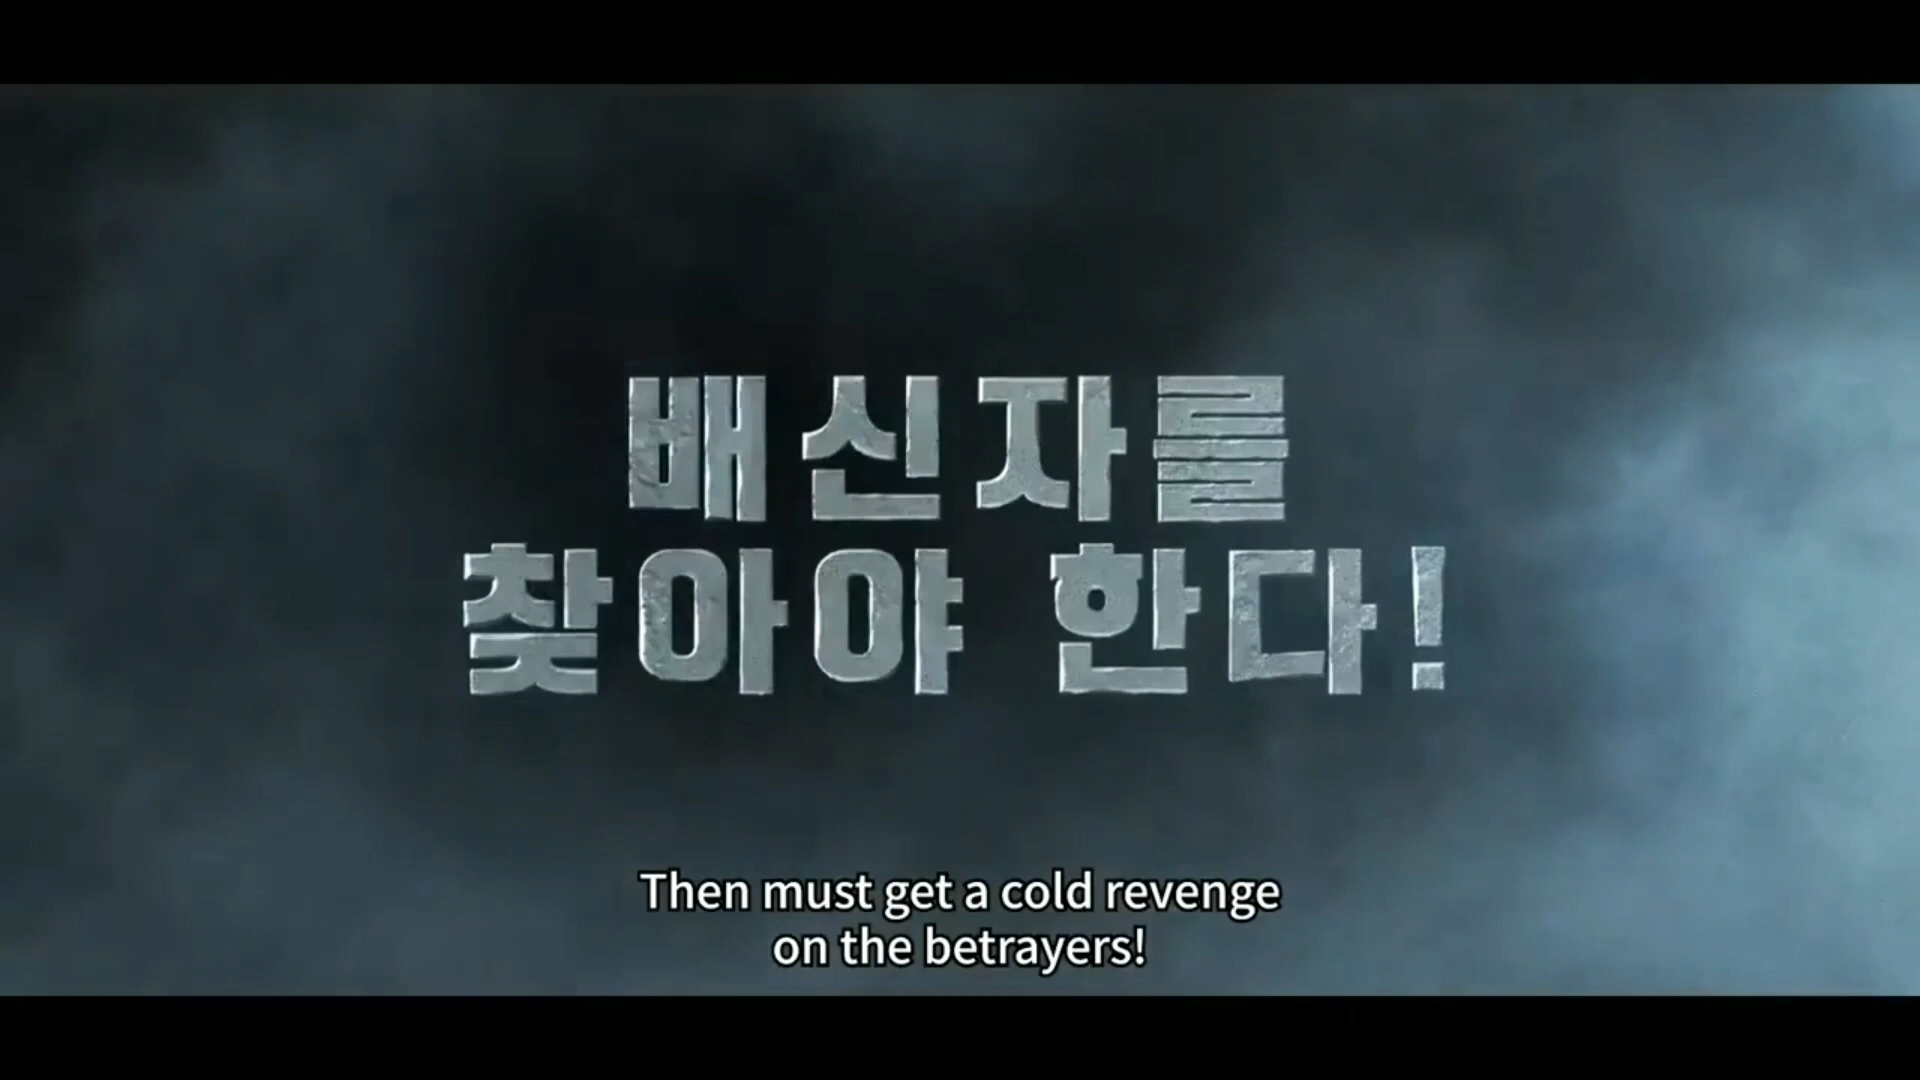 배신자를
찾아야 한다!
Then must get a cold revenge
on the betrayers!